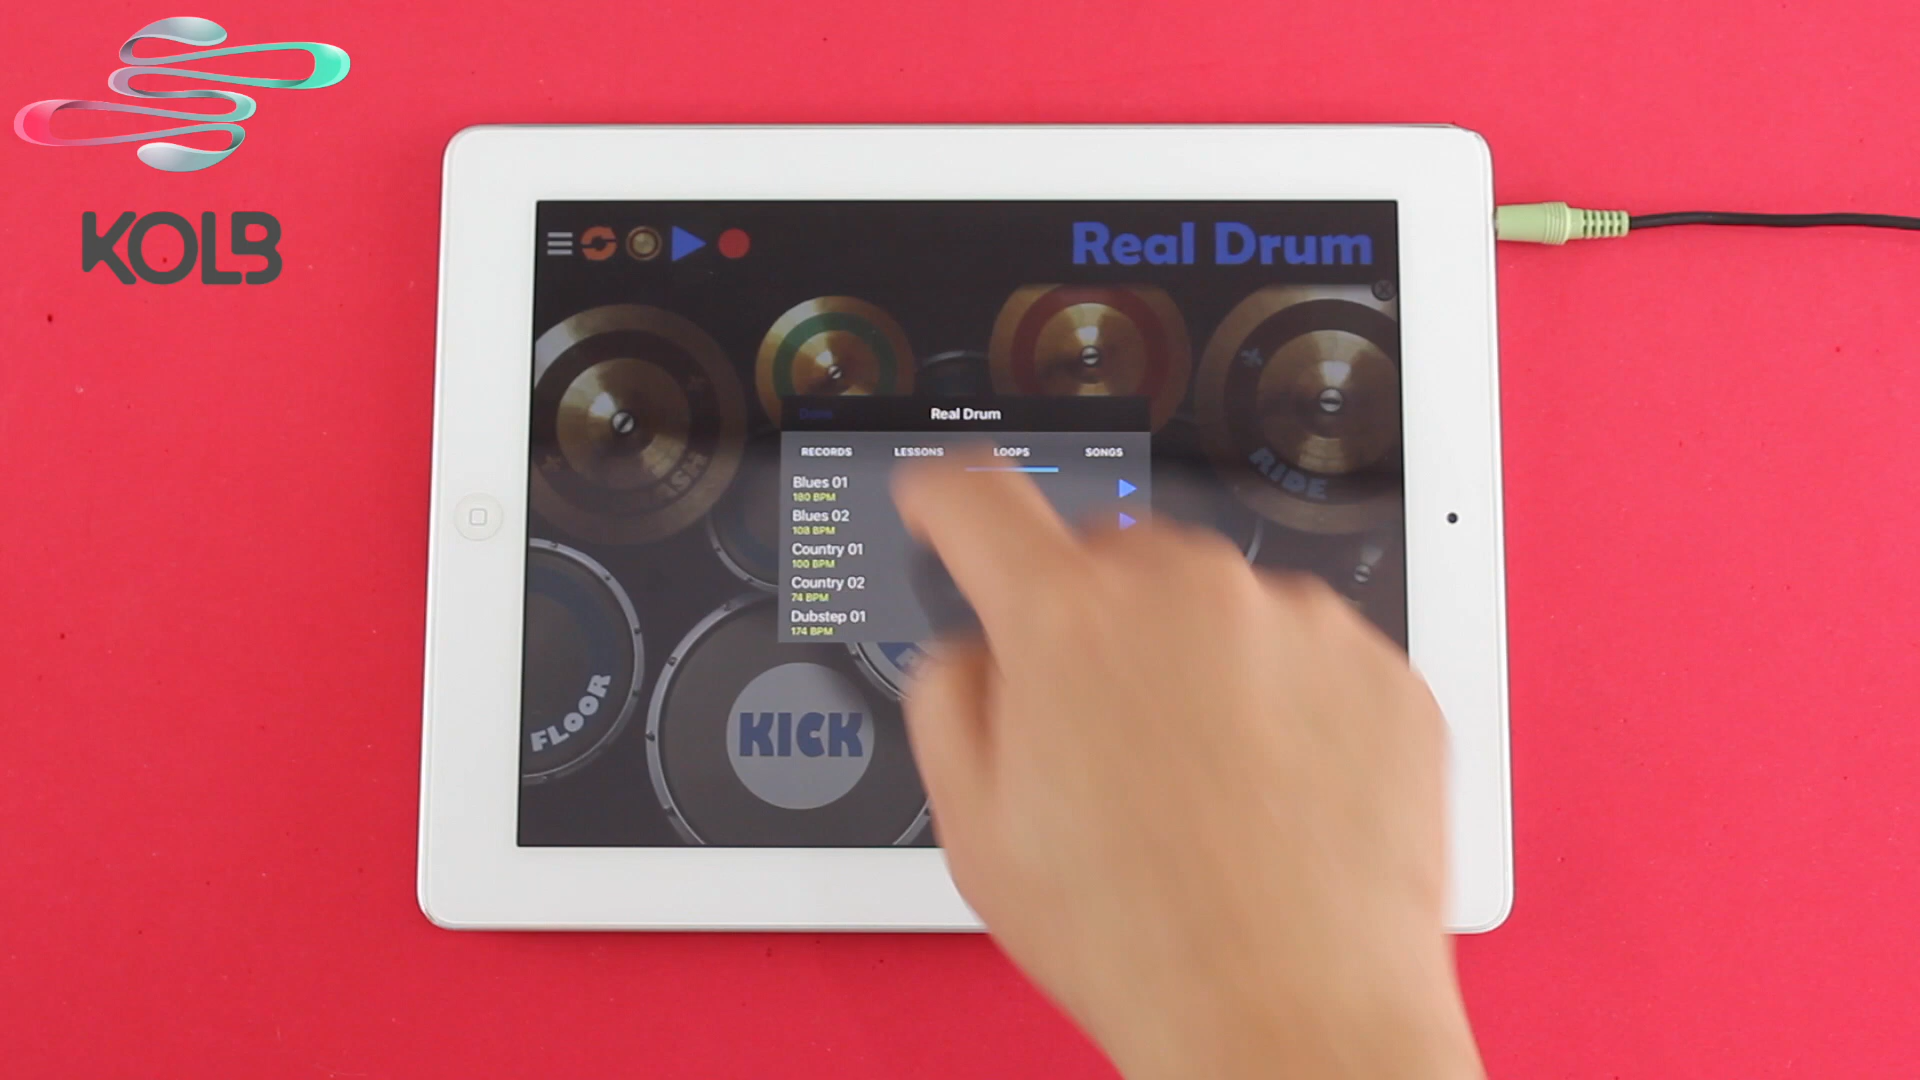 KOLB
Real Drum
Done
Real Drum
RECORDS LESSONS LOOPS SONGS
Blues 01
180 BPM
Blues 02
108 BPM
Country 01
100 BPM
Country 02
74 BPM
Dubstep 01
174 BPM
RIDE
FLOOR
KICK